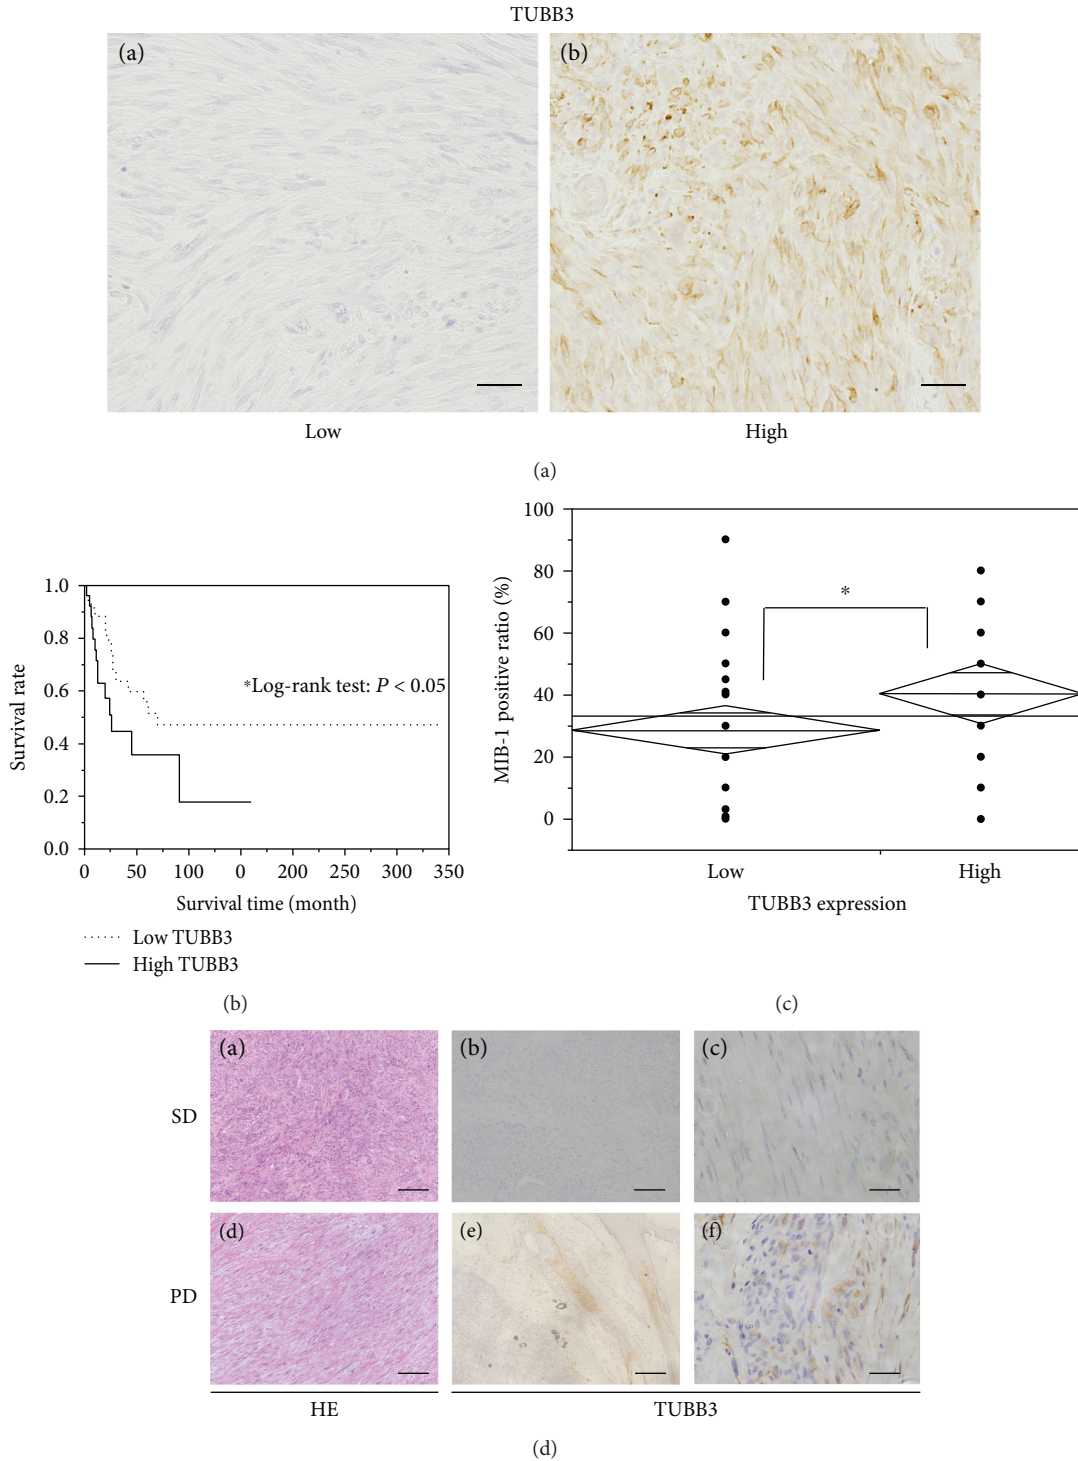 TUBB3
(a)
(b)
Low
High
(a)
1.0
0.8
0.6
0.4
0.2
0.0
Survival rate
*Log-rank test: P < 0.05
0 50 100 0 200 250 300 350
Survival time (month)
Low TUBB3
High TUBB3
(b)
100
80
60
40
20
0
MIB-1 positive ratio (%)
*
Low
High
TUBB3 expression
(c)
SD
(a)
(b)
(c)
PD
(d)
(e)
(f)
HE
TUBB3
(d)